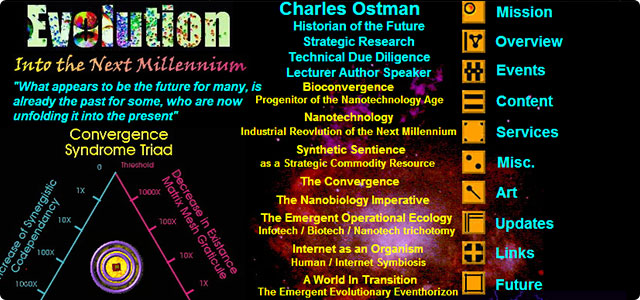 Evolution
Into the Next Millennium
"What appears to be the future for many, is
already the past for some, who are now
unfolding it into the present"
Convergence
Syndrome Triad
Threshold
0
1X
10X
100X
1000X
1000X
100X
10X
1X
0
Increase of Synergistic
Codependancy
Decrease In Existance
Matrix Mesh Graticule
Charles Ostman
Historian of the Future
Strategic Research
Technical Due Diligence
Lecturer Author Speaker
Bioconvergence
Progenitor of the Nanotechnology Age
Nanotechnology
Industrial Reovlution of the Next Millennium
Synthetic Sentience
as a Strategic Commodity Resource
The Convergence
The Nanobiology Imperative
The Emergent Operational Ecology
Infotech / Biotech / Nanotech trichotomy
Internet as an Organism
Human / Internet Symbiosis
A World In Transition
The Emergent Evolutionary Eventhorizon
Mission
Overview
Events
Content
Services
Misc.
Art
Updates
Links
Future